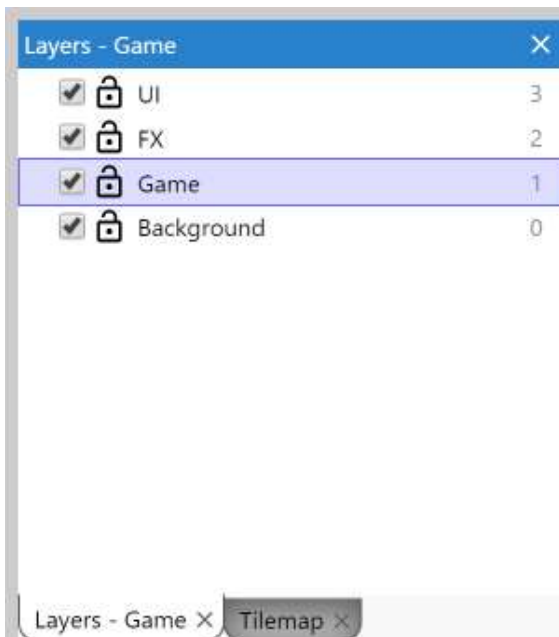 Layers - Game
UI 3
FX 2
Game 1
Background 0
Layers - Game Tilemap